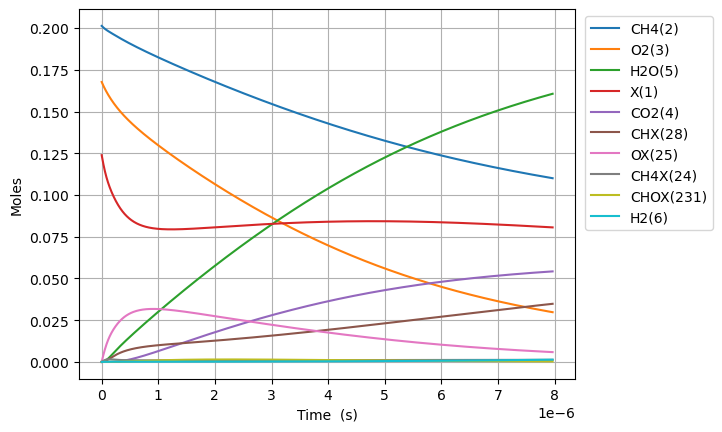 0.200
0.175
0.150
0.125
0.100
0.075
0.050
0.025
0.000
Moles
0 1 2 3 4 5 6 7 8
1e−6
Time (s)
CH4(2)
O2(3)
H2O(5)
X(1)
CO2(4)
CHX(28)
OX(25)
CH4X(24)
CHOX(231)
H2(6)